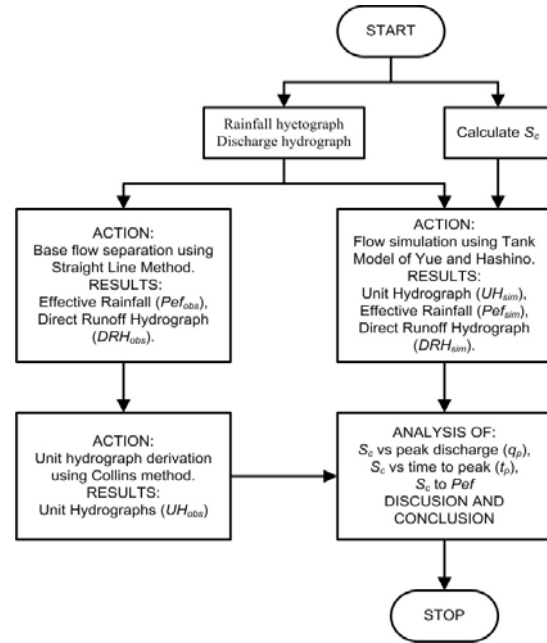 START
Rainfall hyetograph
Discharge hydrograph
Calculate Sc
ACTION:
Base flow separation using
Straight Line Method.
RESULTS:
Effective Rainfall (Pefobs),
Direct Runoff Hydrograph
(DRHobs).
ACTION:
Flow simulation using Tank
Model of Yue and Hashino.
RESULTS:
Unit Hydrograph (UHsim),
Effective Rainfall (Pefsim),
Direct Runoff Hydrograph
(DRHsim).
ACTION:
Unit hydrograph derivation
using Collins method.
RESULTS:
Unit Hydrographs (UHobs)
ANALYSIS OF:
Sc vs peak discharge (qp),
Sc vs time to peak (tp),
Sc to Pef
DISCUSION AND
CONCLUSION
STOP